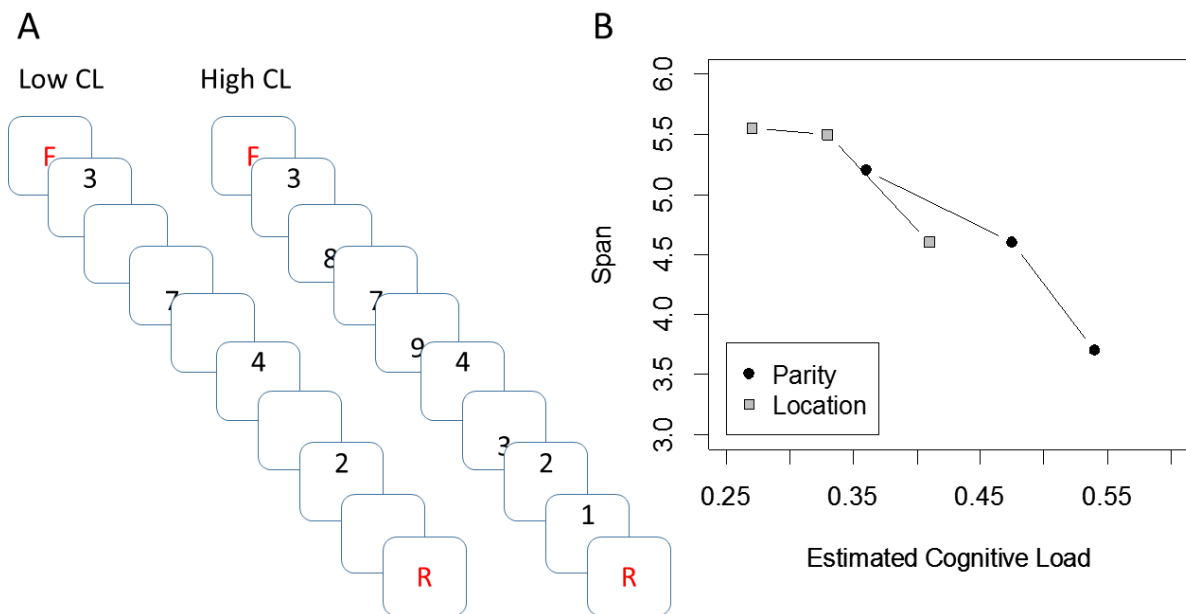 A
Low CL
High CL
F
3
7
4
2
R
F
3
8
7
9
4
3
2
1
R
B
6.0
5.5
5.0
4.5
4.0
3.5
3.0
Span
Parity
Location
0.25
0.35
0.45
0.55
Estimated Cognitive Load